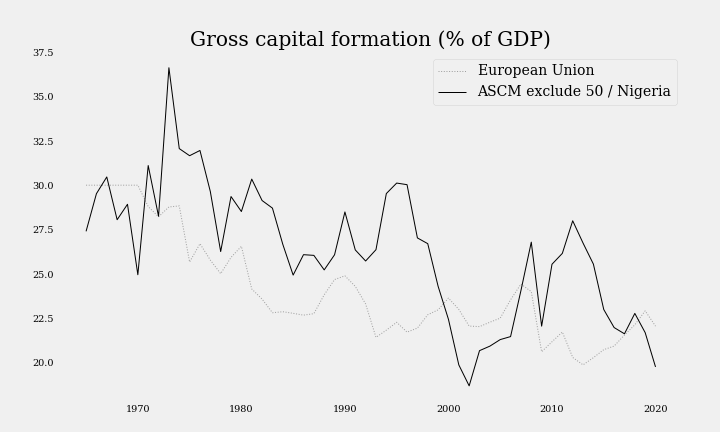 Gross capital formation (% of GDP)
37.5
35.0
32.5
30.0
27.5
25.0
22.5
20.0
European Union
ASCM exclude 50 / Nigeria
1970 1980 1990 2000 2010 2020